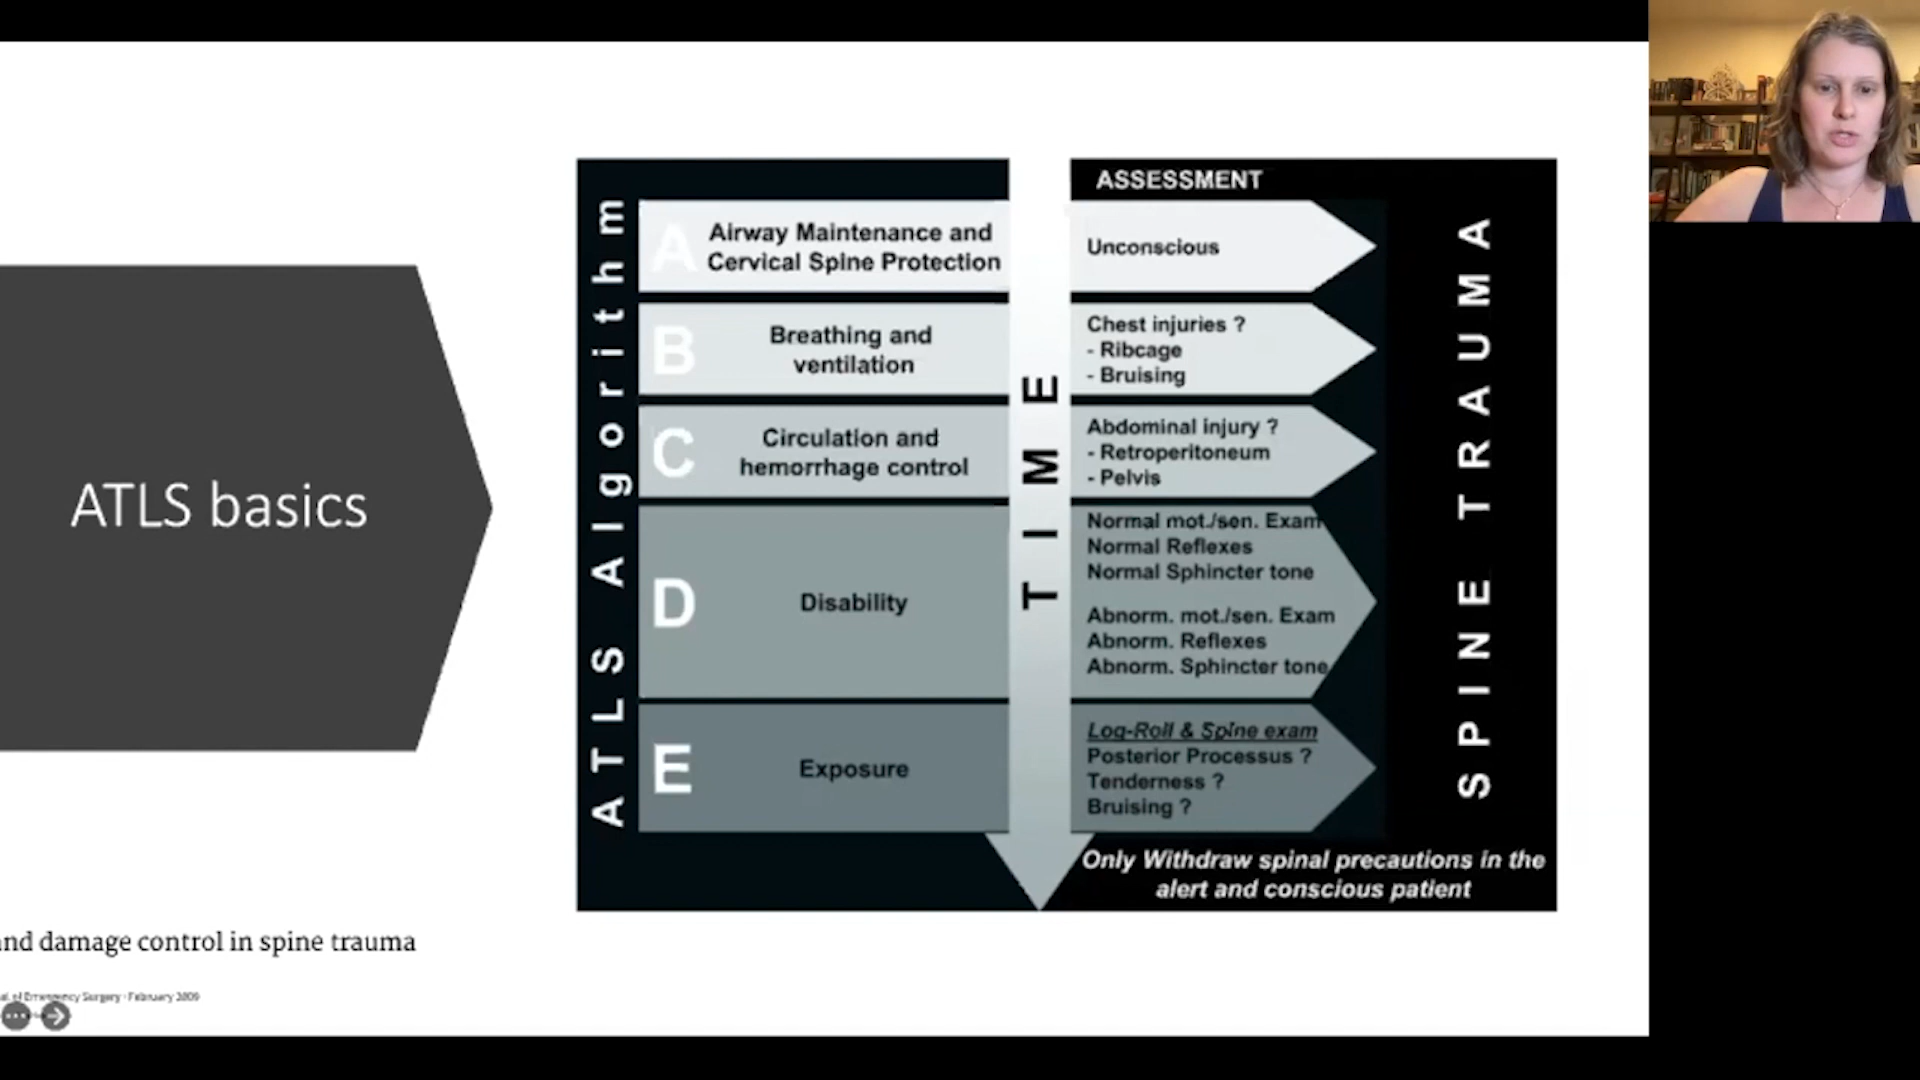 ATLS basics
and damage control in spine trauma
Emergency Surgery · February 2009
ATLS Algorithm
A
Airway Maintenance and
Cervical Spine Protection
B
Breathing and
ventilation
C
Circulation and
hemorrhage control
D
Disability
E
Exposure
TIME
ASSESSMENT
Unconscious
Chest injuries ?
- Ribcage
- Bruising
Abdominal injury ?
- Retroperitoneum
- Pelvis
Normal mot./sen. Exam
Normal Reflexes
Normal Sphincter tone
Abnorm. mot./sen. Exam
Abnorm. Reflexes
Abnorm. Sphincter tone
Log-Roll & Spine exam
Posterior Processus ?
Tenderness ?
Bruising ?
SPINE TRAUMA
Only Withdraw spinal precautions in the
alert and conscious patient